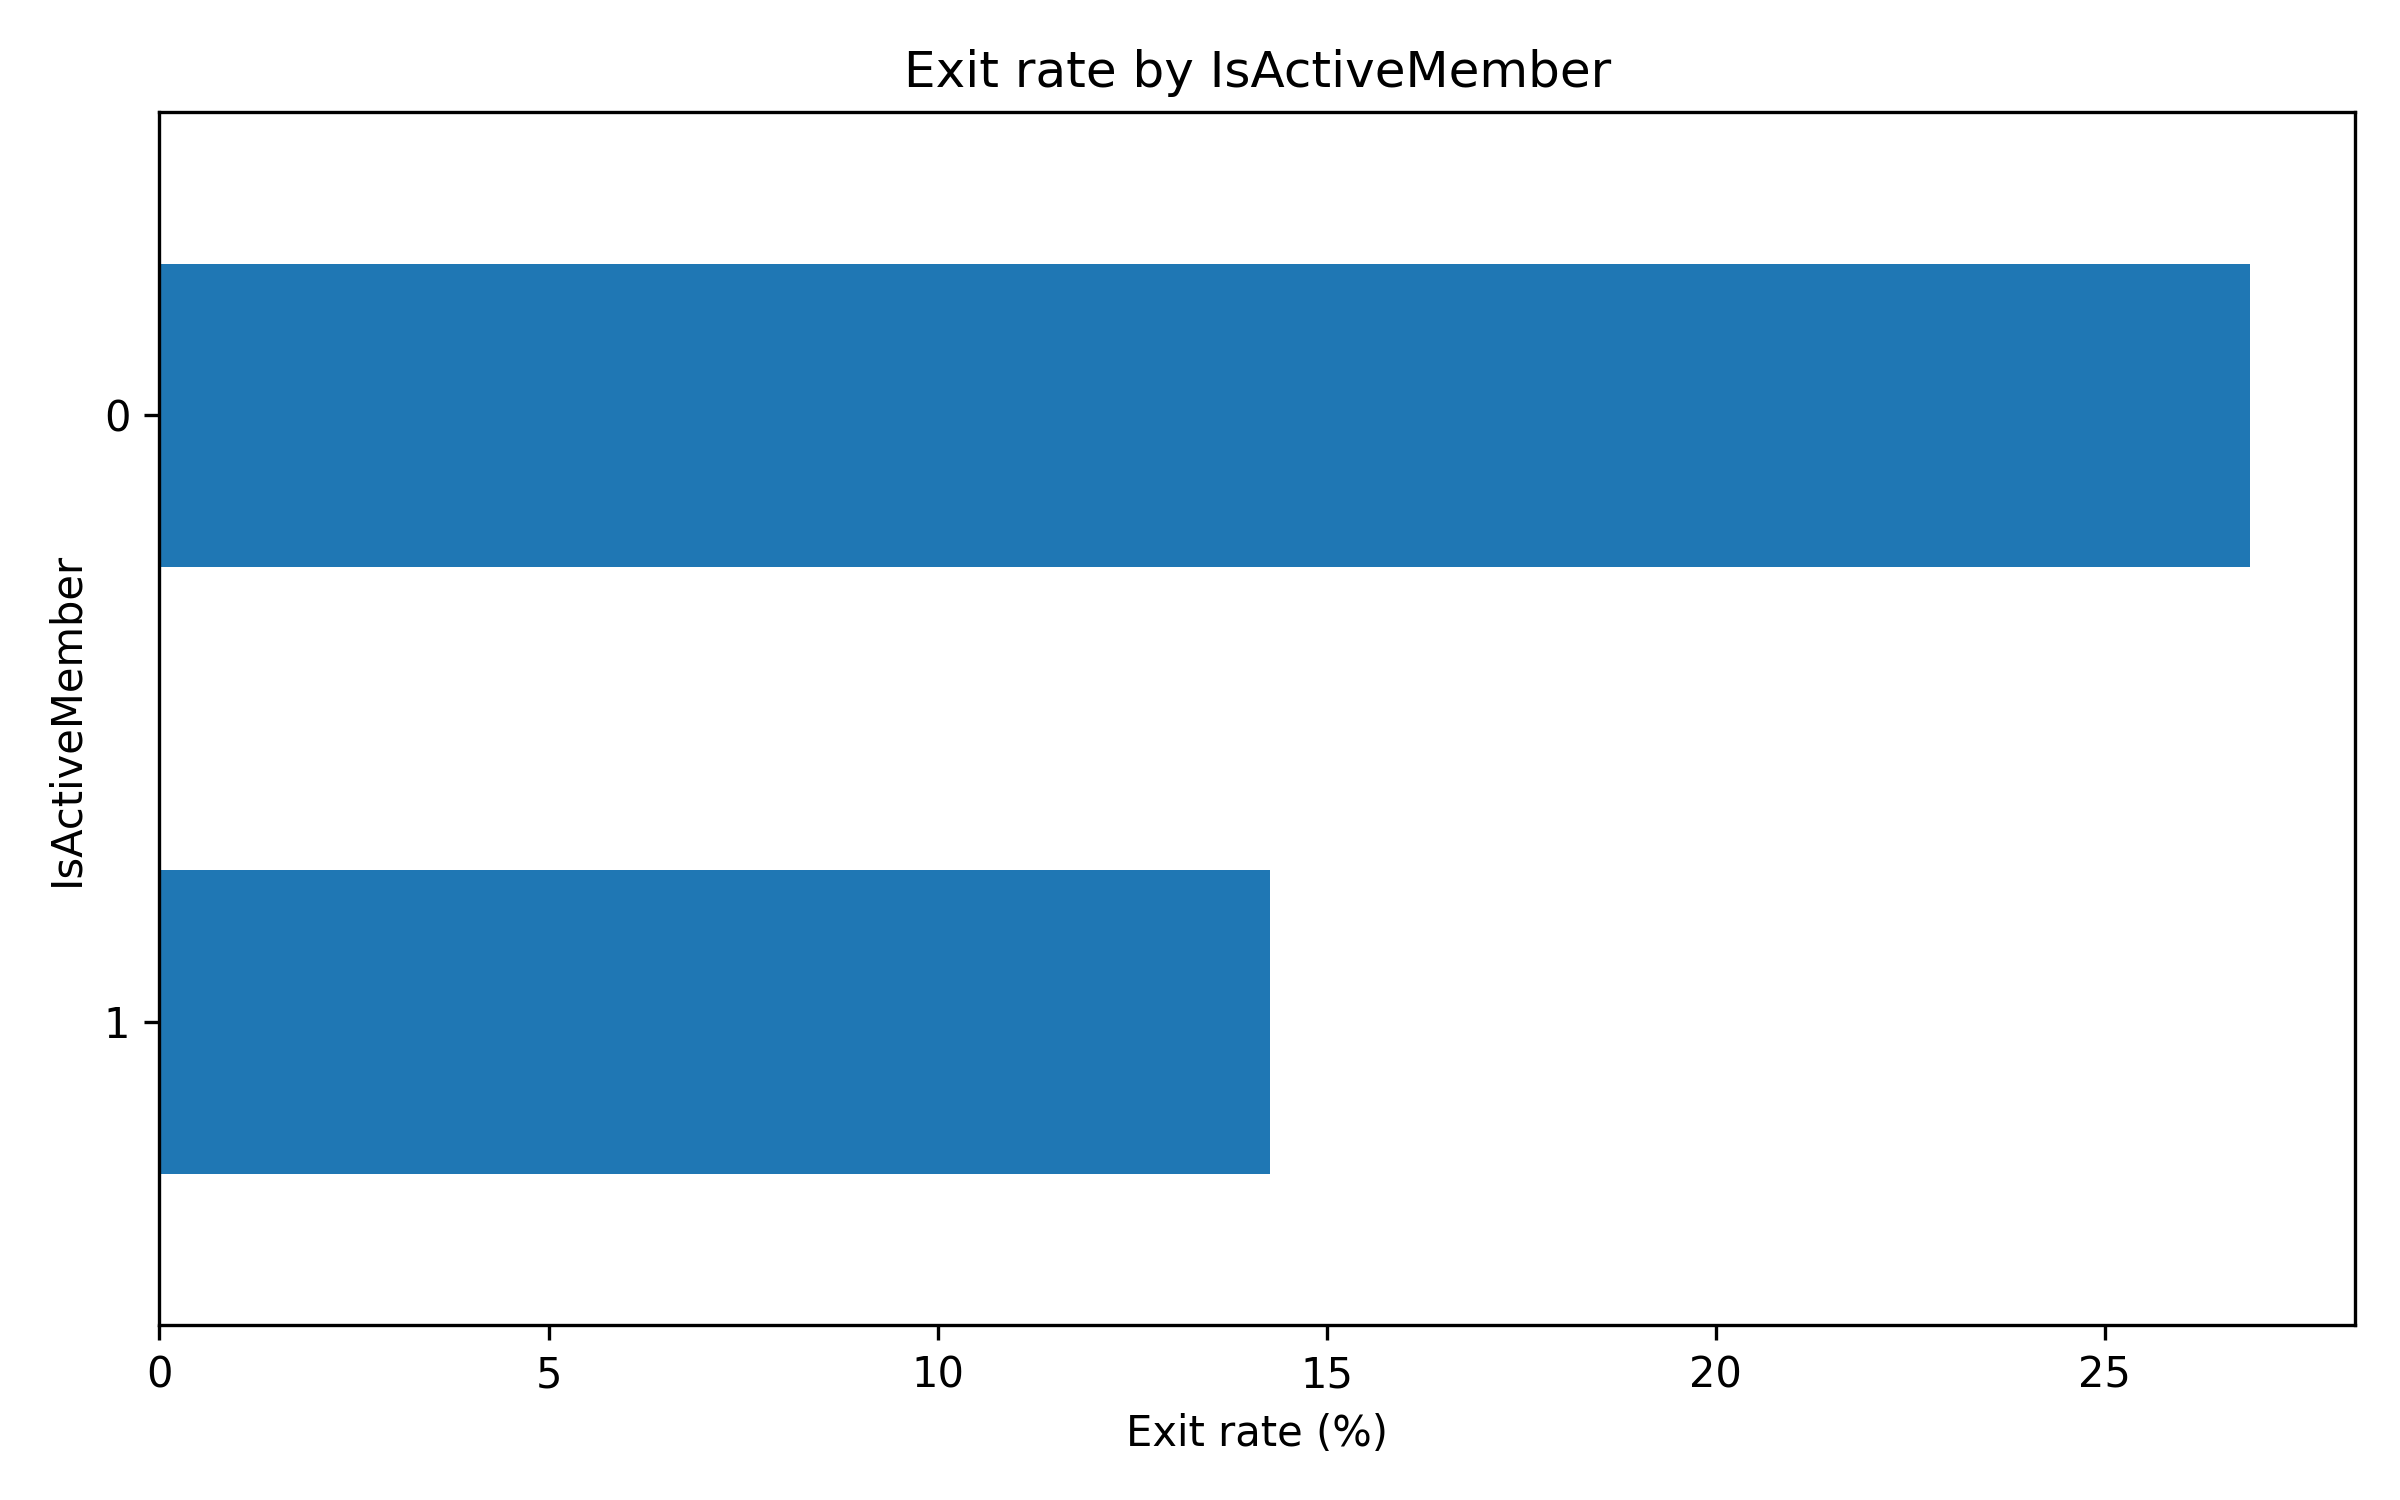 Exit rate by IsActiveMember
IsActiveMember
0
1
0 5 10 15 20 25
Exit rate (%)